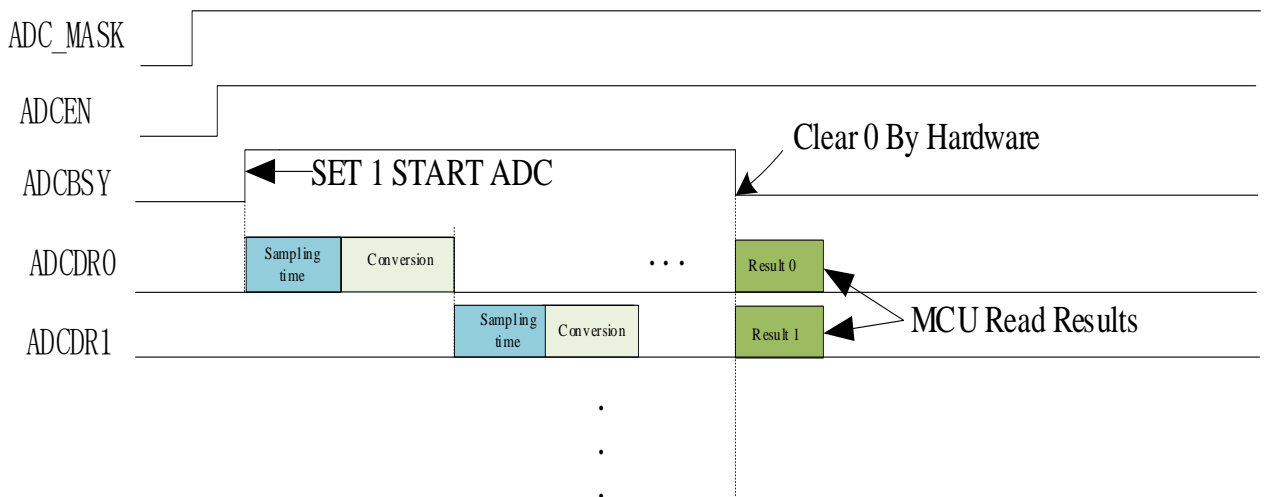 ADC_MASK
ADCEN
Clear 0 By Hardware
ADCBSY
SET 1 START ADC
ADCDR0
Sampling
time
Conversion
...
Result 0
MCU Read Results
ADCDR1
Sampling
time
Conversion
Result 1